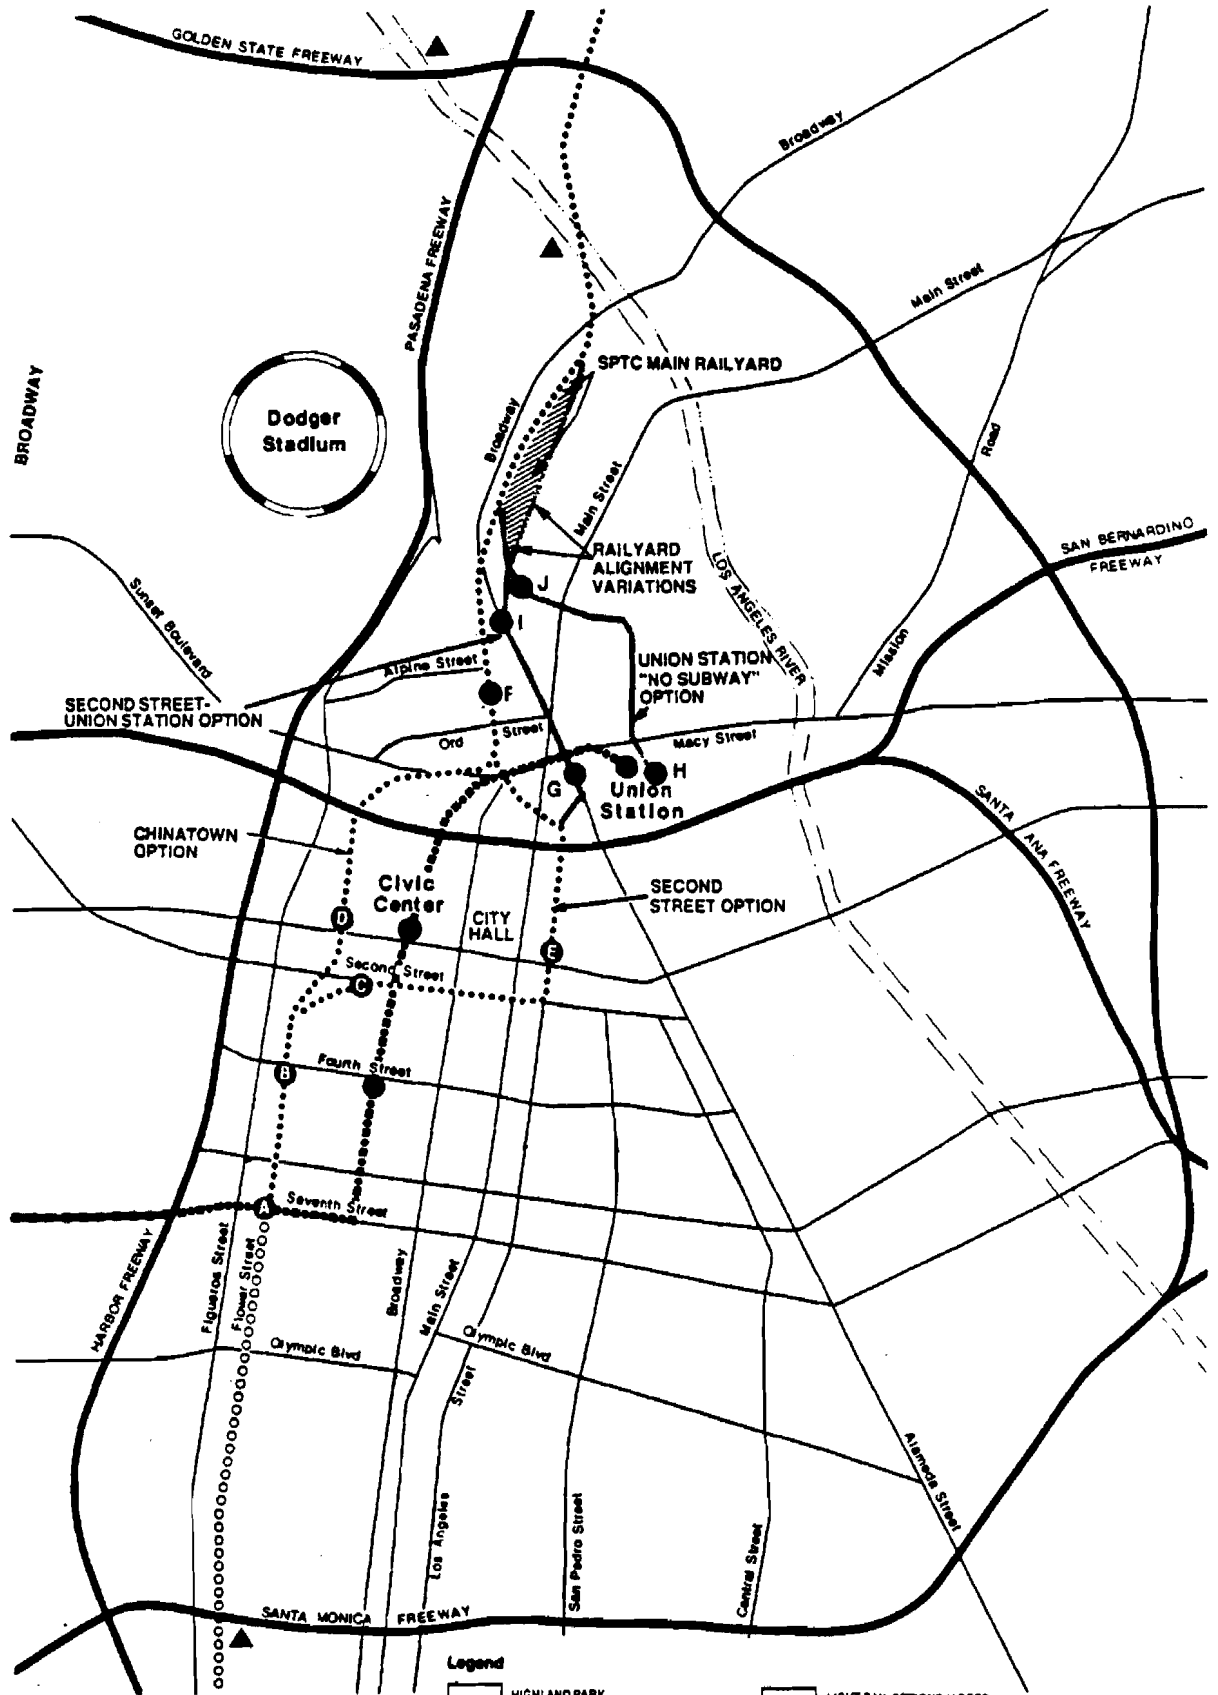 GOLDEN STATE FREEWAY
Broadway
PASADENA FREEWAY
Main Street
BROADWAY
SPTC MAIN RAILYARD
Dodger
Stadium
Broadway
Road
Main Street
SAN BERNARDINO
FREEWAY
RAILYARD
ALIGNMENT
VARIATIONS
LOS ANGELES RIVER
J
Sunset Boulevard
I
Mission
Alpine Street
UNION STATION
"NO SUBWAY"
OPTION
F
SECOND STREET-
UNION STATION OPTION
Ord Street
Macy Street
G
H
Union
Station
SANTA ANA FREEWAY
CHINATOWN
OPTION
Civic
Center
SECOND
STREET OPTION
D
CITY
HALL
E
Second Street
C
Fourth Street
B
A
Seventh Street
HARBOR FREEWAY
Figueroa Street
Flower Street
Broadway
Main Street
Olympic Blvd
Olympic Blvd
Street
Los Angeles
San Pedro Street
Central Street
Alameda Street
SANTA MONICA FREEWAY
Legend
HIGHLAND PARK